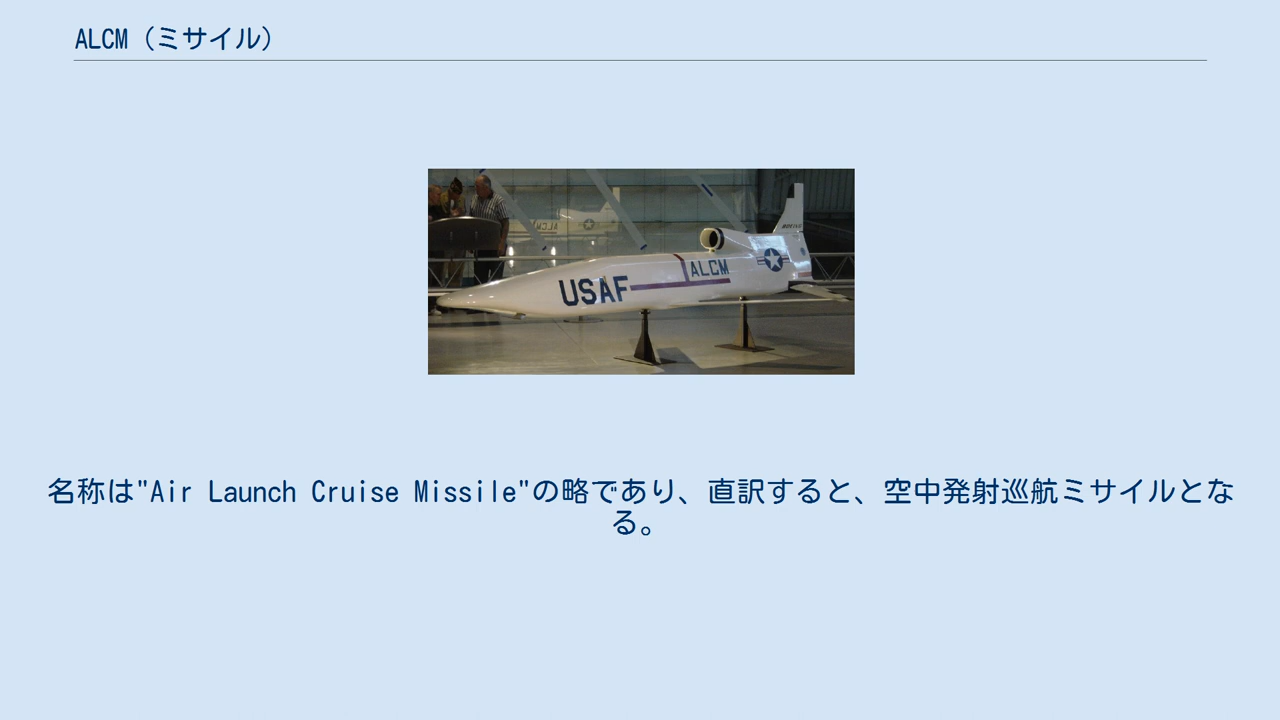 ALCM（ミサイル）
BOEING
ALCM
USAF
名称は"Air Launch Cruise Missile"の略であり、直訳すると、空中発射巡航ミサイルとな
る。